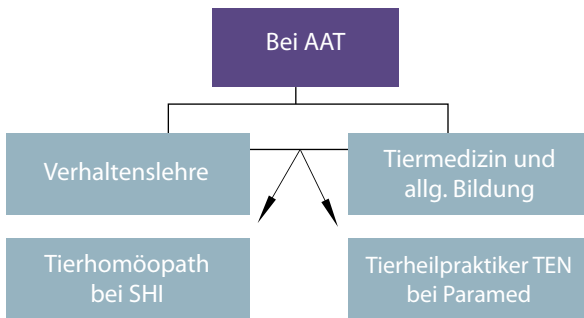 Bei AAT
Verhaltenslehre
Tiermedizin und
allg. Bildung
Tierhomöopath
bei SHI
Tierheilpraktiker TEN
bei Paramed